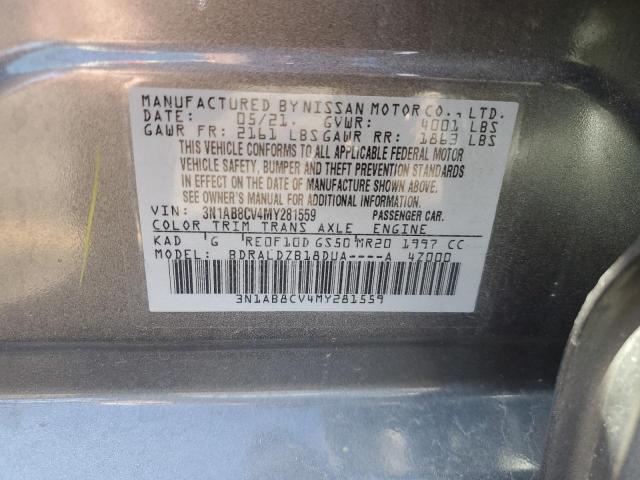 MANUFACTURED BY NISSAN MOTOR CO., LTD.
DATE: 05/21. GVWR: 4001 LBS
GAWR FR: 2161 LBS GAWR RR: 1863 LBS
THIS VEHICLE CONFORMS TO ALL APPLICABLE FEDERAL MOTOR
VEHICLE SAFETY, BUMPER AND THEFT PREVENTION STANDARDS
IN EFFECT ON THE DATE OF MANUFACTURE SHOWN ABOVE.
SEE OWNER'S MANUAL FOR ADDITIONAL INFORMATION.
VIN: 3N1AB8CV4MY281559 PASSENGER CAR.
COLOR TRIM TRANS AXLE ENGINE
KAD G RE0F10D GS50 MR20 1997 CC
MODEL: BDRALDZB18DUA----A 47000
3N1AB8CV4MY281559